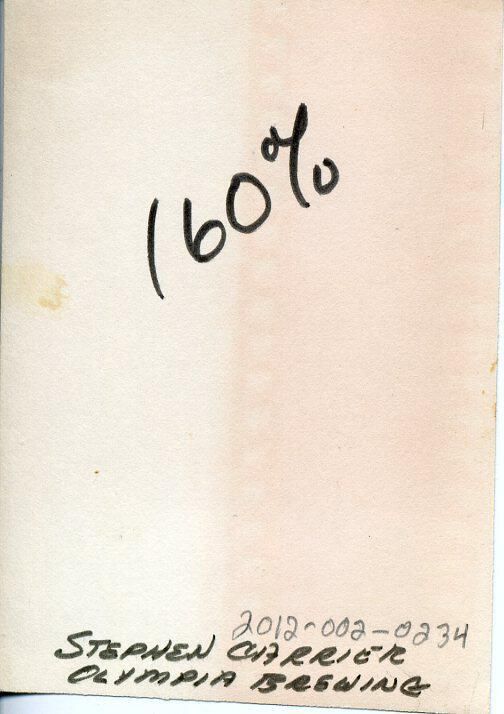 160%
2012-002-0234
STEPHEN CARRIER
OLYMPIA BREWING